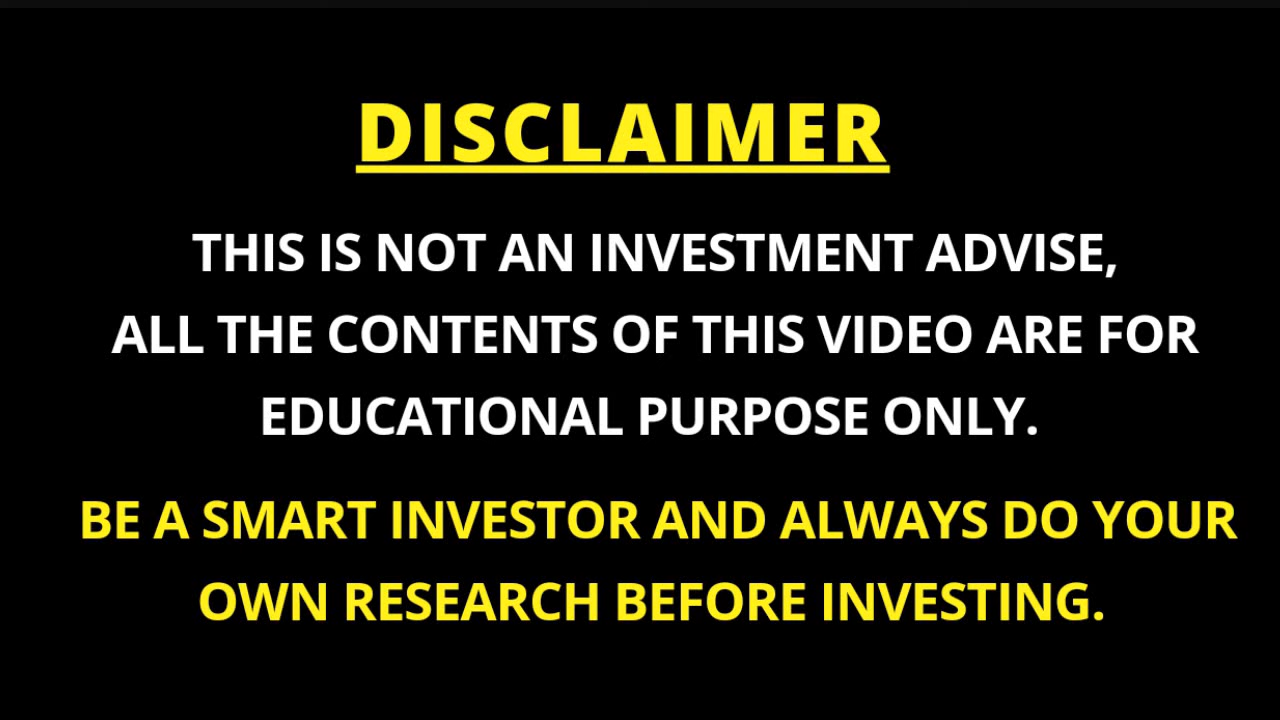 DISCLAIMER
THIS IS NOT AN INVESTMENT ADVISE,
ALL THE CONTENTS OF THIS VIDEO ARE FOR
EDUCATIONAL PURPOSE ONLY.
BE A SMART INVESTOR AND ALWAYS DO YOUR
OWN RESEARCH BEFORE INVESTING.